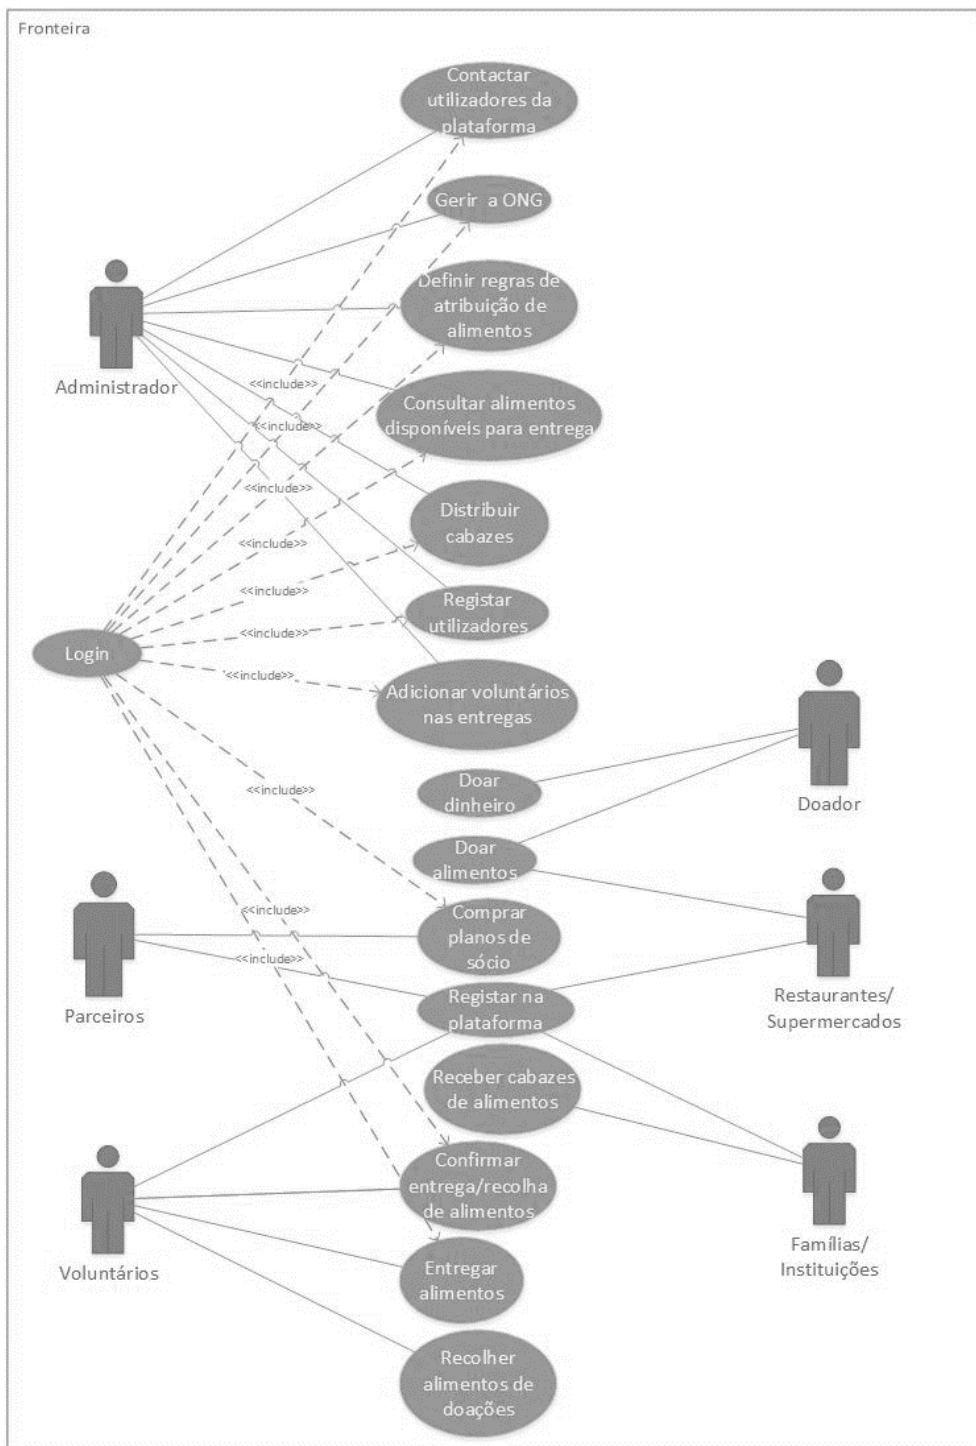 Fronteira
Contactar
utilizadores da
plataforma
Gerir a ONG
Definir regras de
atribuição de
alimentos
Administrador
<<include>>
Consultar alimentos
disponíveis para entrega
<<include>>
<<include>>
Distribuir
cabazes
<<include>>
<<include>>
Registar
utilizadores
<<include>>
Login
<<include>>
Adicionar voluntários
nas entregas
Doar
dinheiro
<<include>>
Doador
Doar
alimentos
<<include>>
Comprar
planos de
sócio
<<include>>
Parceiros
Registar na
plataforma
Restaurantes/
Supermercados
Receber cabazes
de alimentos
Confirmar
entrega/recolha
de alimentos
Voluntários
Entregar
alimentos
Famílias/
Instituições
Recolher
alimentos de
doações